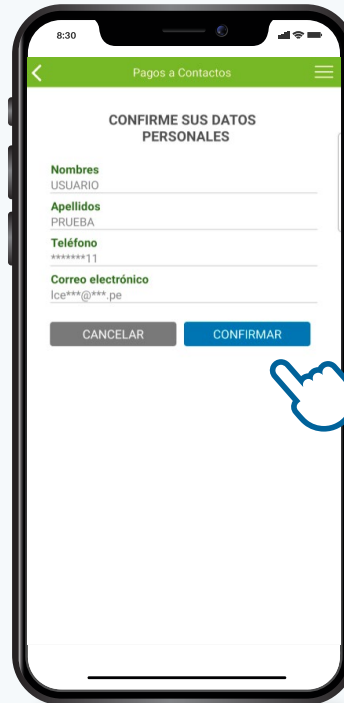 8:30
Pagos a Contactos
CONFIRME SUS DATOS
PERSONALES
Nombres
USUARIO
Apellidos
PRUEBA
Teléfono
*******11
Correo electrónico
lce***@***.pe
CANCELAR CONFIRMAR